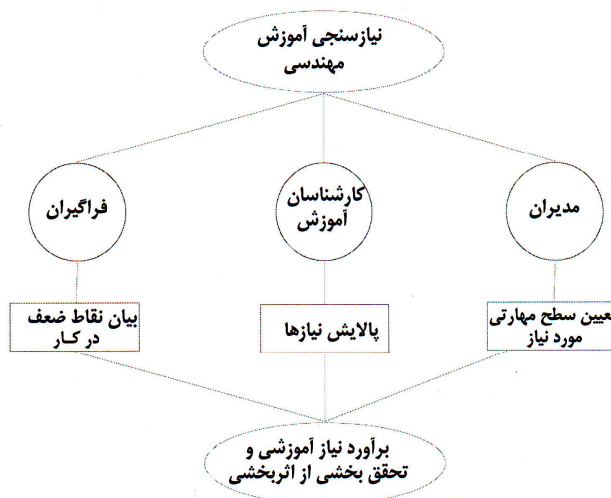 نیازسنجی آموزش
مهندسی
مدیران
کارشناسان
آموزش
فراگیران
تعیین سطح مهارتی
مورد نیاز
پالایش نیازها
بیان نقاط ضعف
در کار
برآورد نیاز آموزشی و
تحقق بخشی از اثربخشی